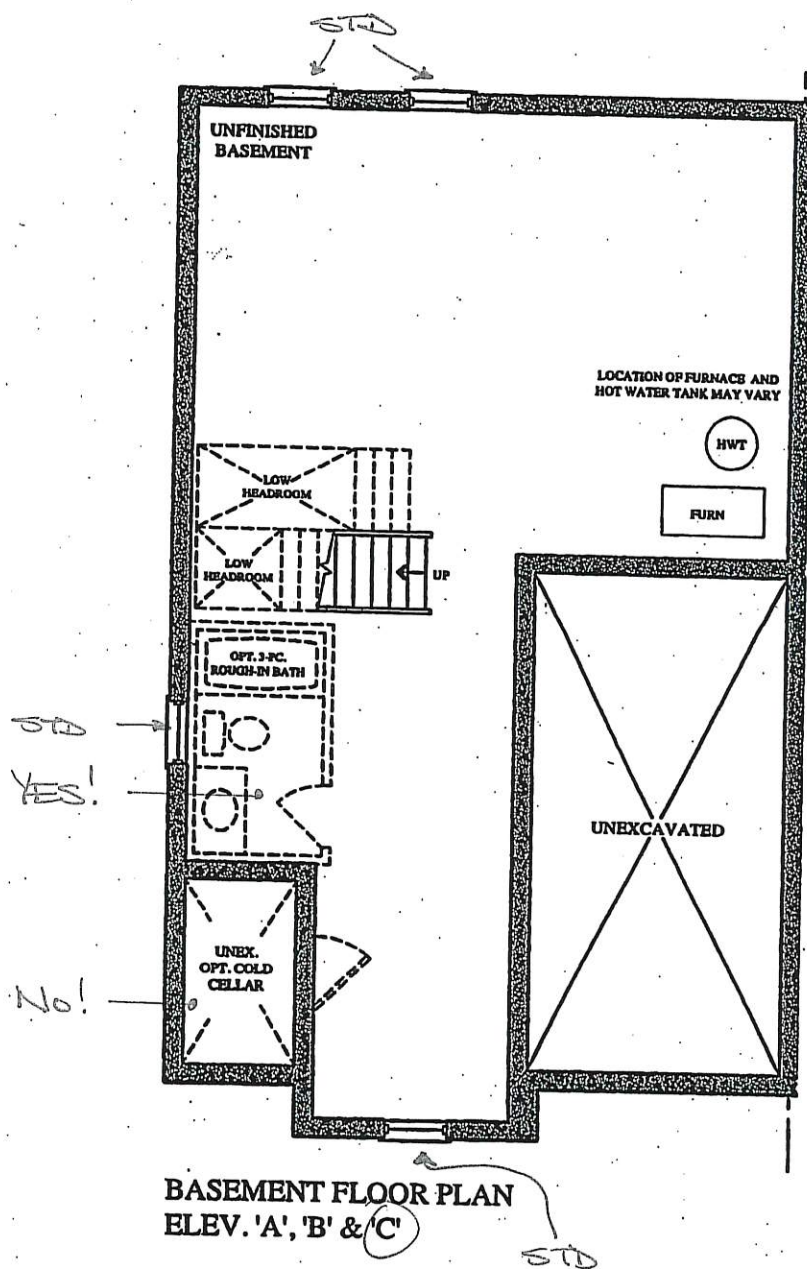 STD
UNFINISHED
BASEMENT
LOCATION OF FURNACE AND
HOT WATER TANK MAY VARY
HWT
LOW
HEADROOM
FURN
LOW
HEADROOM
UP
OPT. 3-PC.
ROUGH-IN BATH
STD
YES!
UNEXCAVATED
UNEX.
OPT. COLD
CELLAR
No!
BASEMENT FLOOR PLAN
ELEV. 'A', 'B' & 'C'
STD